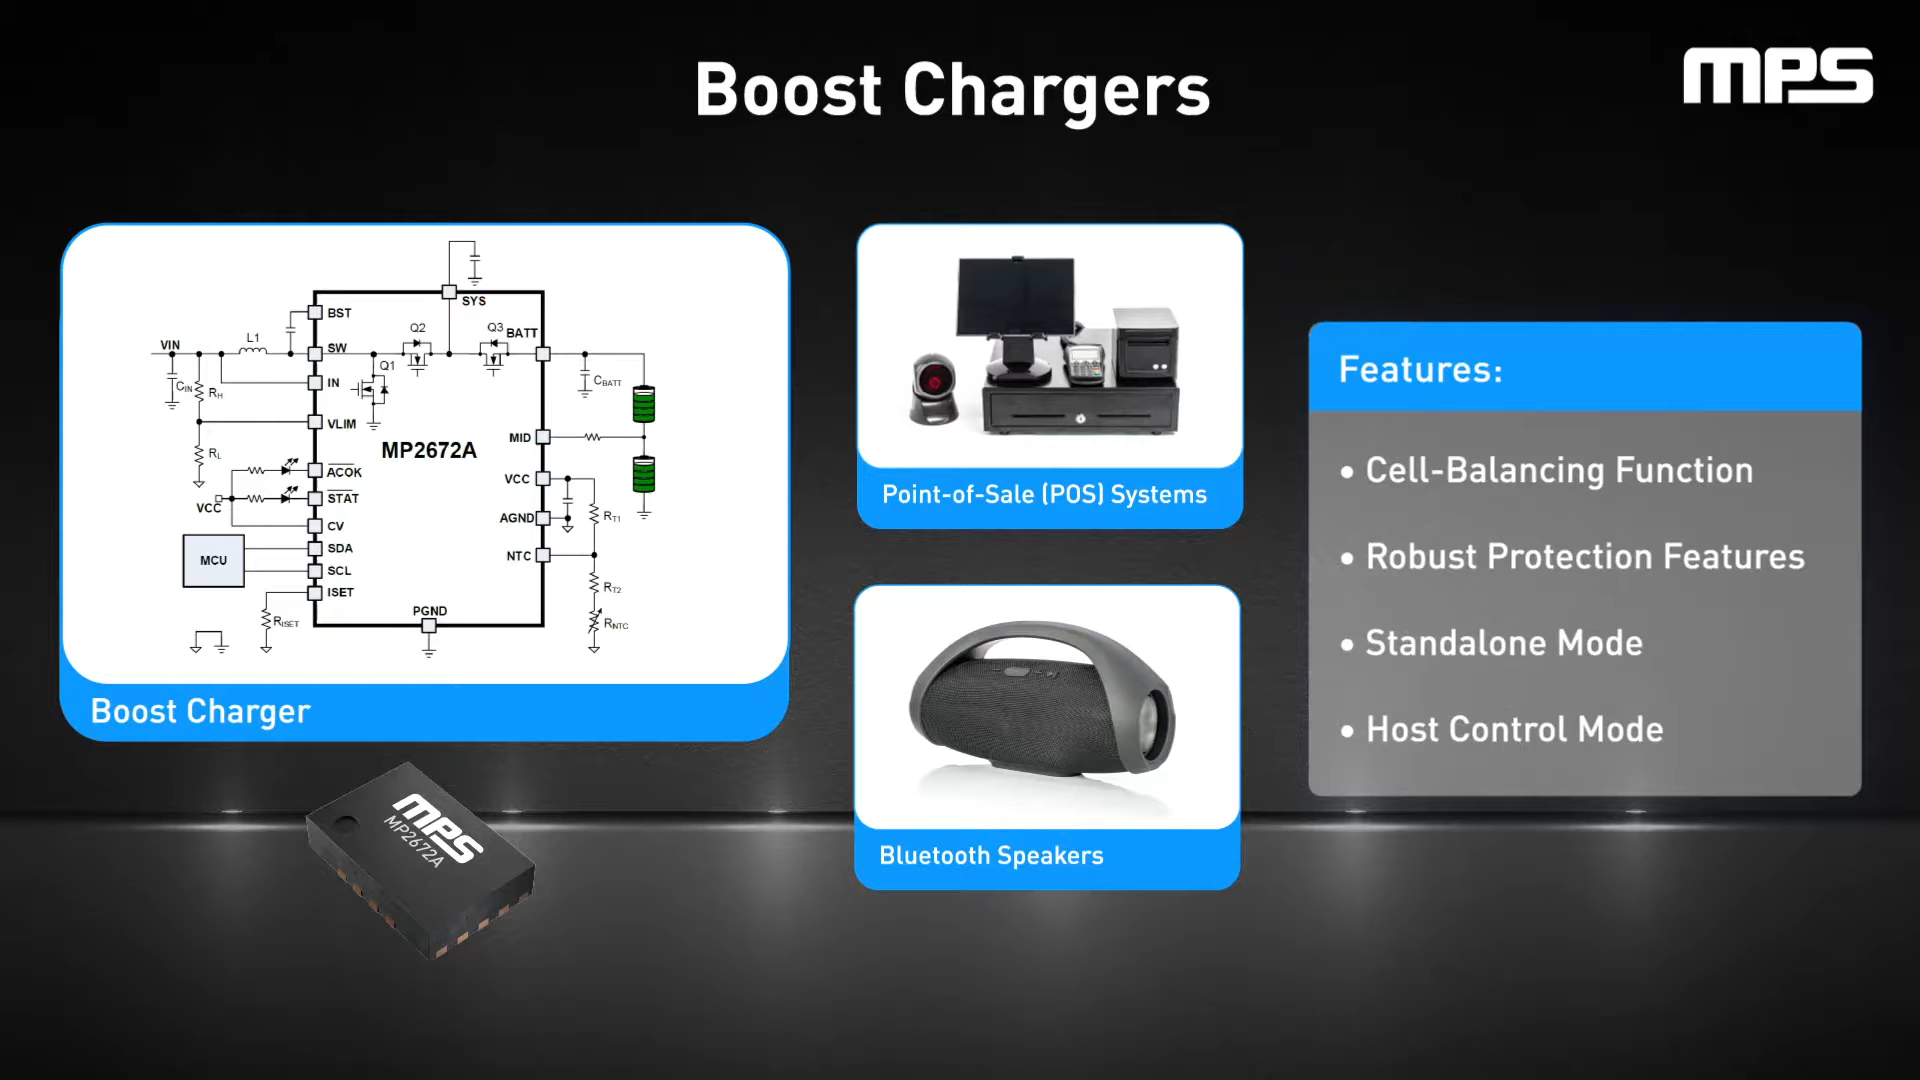 Boost Chargers
mps
SYS
BST
Q2
Q3
BATT
VIN
L1
SW
Q1
CIN
RH
IN
CBATT
VLIM
MP2672A
MID
RL
ACOK
VCC
STAT
VCC
AGND
RT1
CV
MCU
SDA
NTC
SCL
RT2
ISET
PGND
RISET
RNTC
Boost Charger
mps
MP2672A
Point-of-Sale (POS) Systems
Bluetooth Speakers
Features:
• Cell-Balancing Function
• Robust Protection Features
• Standalone Mode
• Host Control Mode